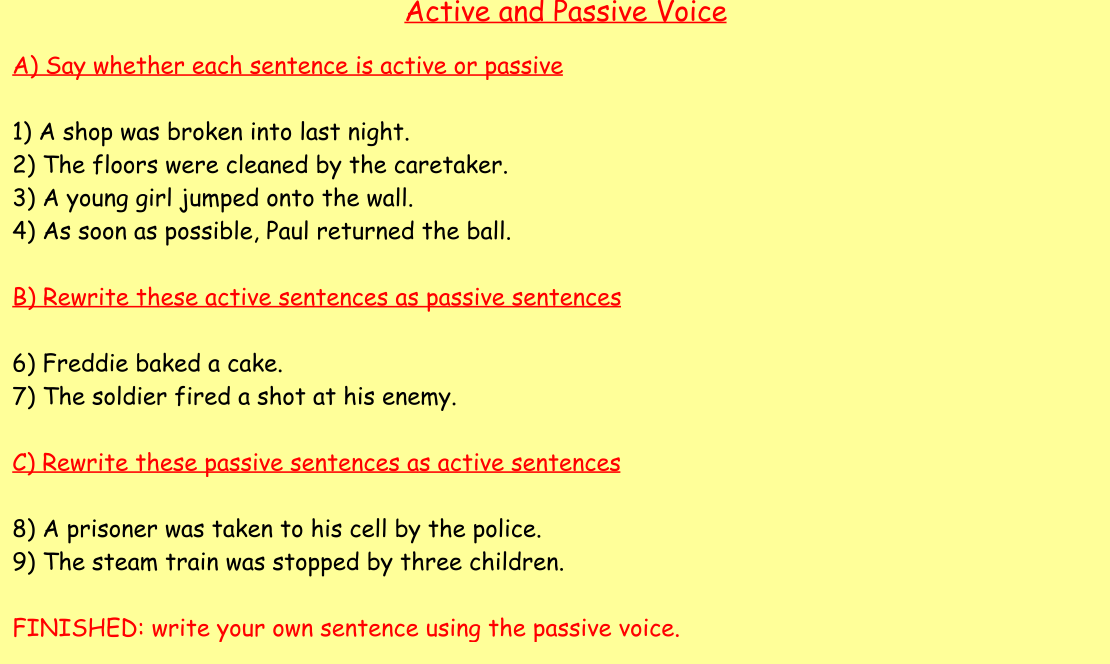 Active and Passive Voice
A) Say whether each sentence is active or passive
1) A shop was broken into last night.
2) The floors were cleaned by the caretaker.
3) A young girl jumped onto the wall.
4) As soon as possible, Paul returned the ball.
B) Rewrite these active sentences as passive sentences
6) Freddie baked a cake.
7) The soldier fired a shot at his enemy.
C) Rewrite these passive sentences as active sentences
8) A prisoner was taken to his cell by the police.
9) The steam train was stopped by three children.
FINISHED: write your own sentence using the passive voice.